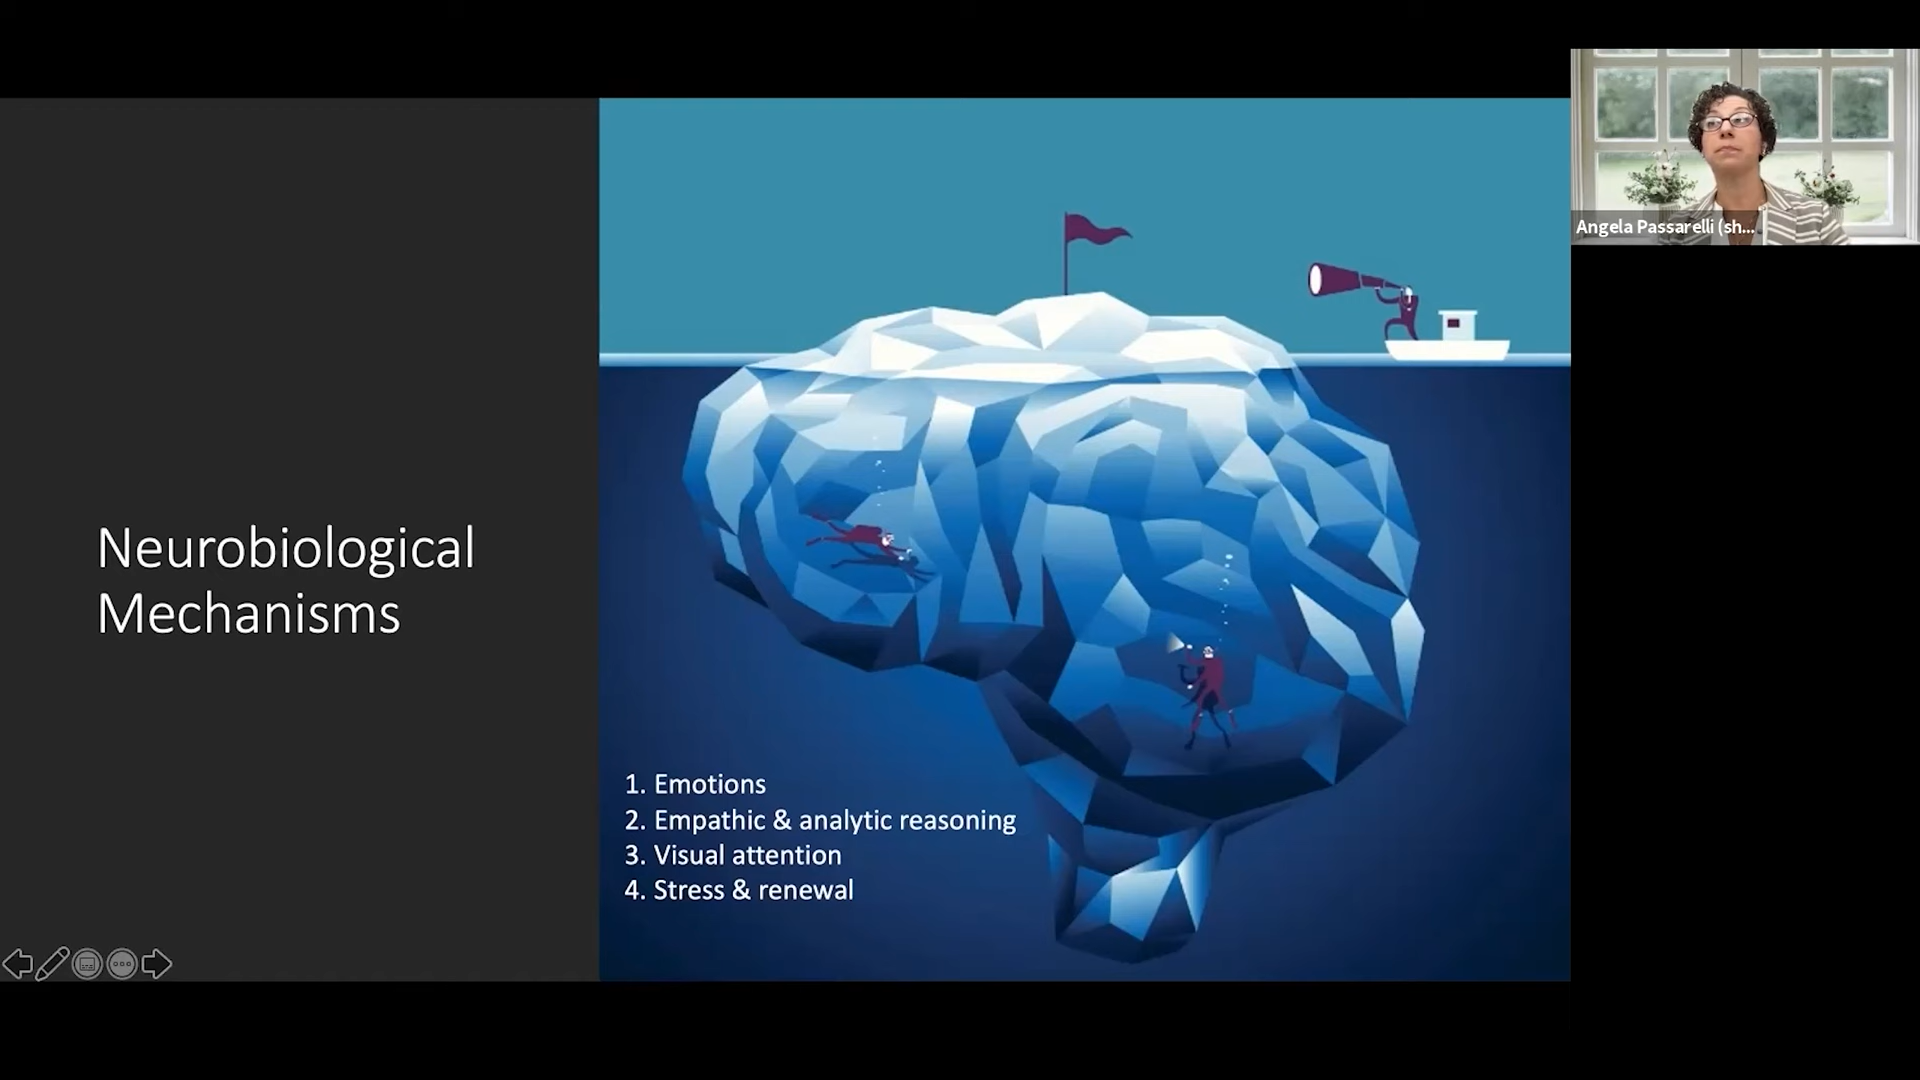 Neurobiological
Mechanisms
1. Emotions
2. Empathic & analytic reasoning
3. Visual attention
4. Stress & renewal
Angela Passarelli (sh...